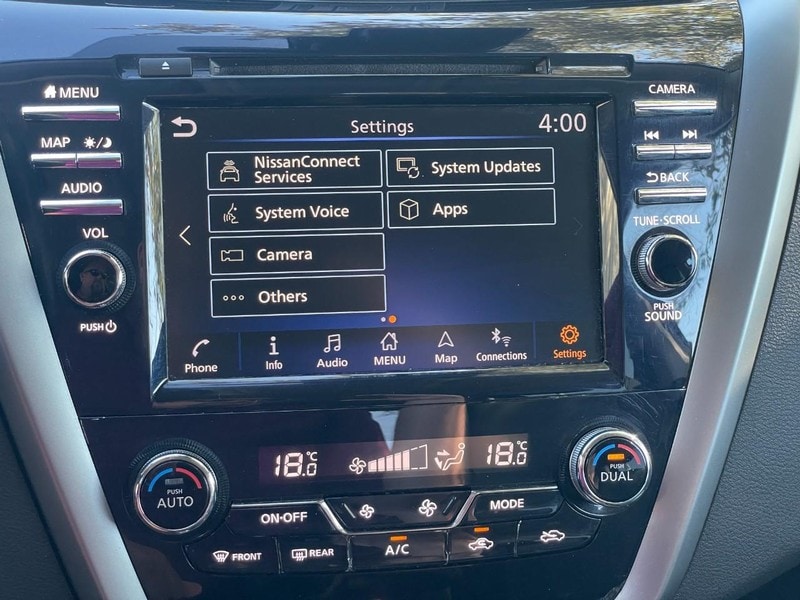 MENU
CAMERA
Settings
4:00
MAP
AUDIO
VOL
PUSH
NissanConnect
Services
System Updates
System Voice
Apps
Camera
Others
BACK
TUNE·SCROLL
PUSH
SOUND
Phone
Info
Audio
MENU
Map
Connections
Settings
18.0°C
18.0°C
PUSH
AUTO
PUSH
DUAL
ON·OFF
MODE
FRONT
REAR
A/C